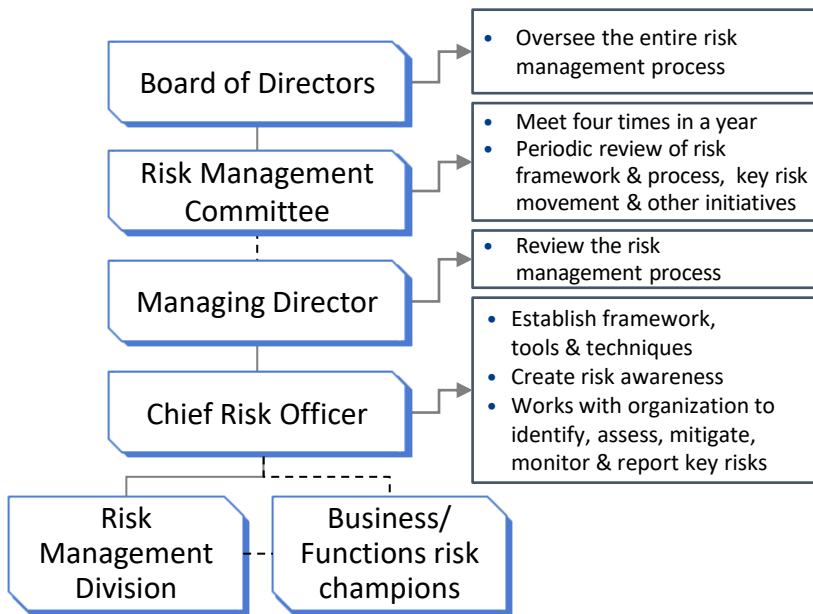 Board of Directors
• Oversee the entire risk
management process
Risk Management
Committee
• Meet four times in a year
• Periodic review of risk
framework & process, key risk
movement & other initiatives
Managing Director
• Review the risk
management process
Chief Risk Officer
• Establish framework,
tools & techniques
• Create risk awareness
• Works with organization to
identify, assess, mitigate,
monitor & report key risks
Risk
Management
Division
Business/
Functions risk
champions